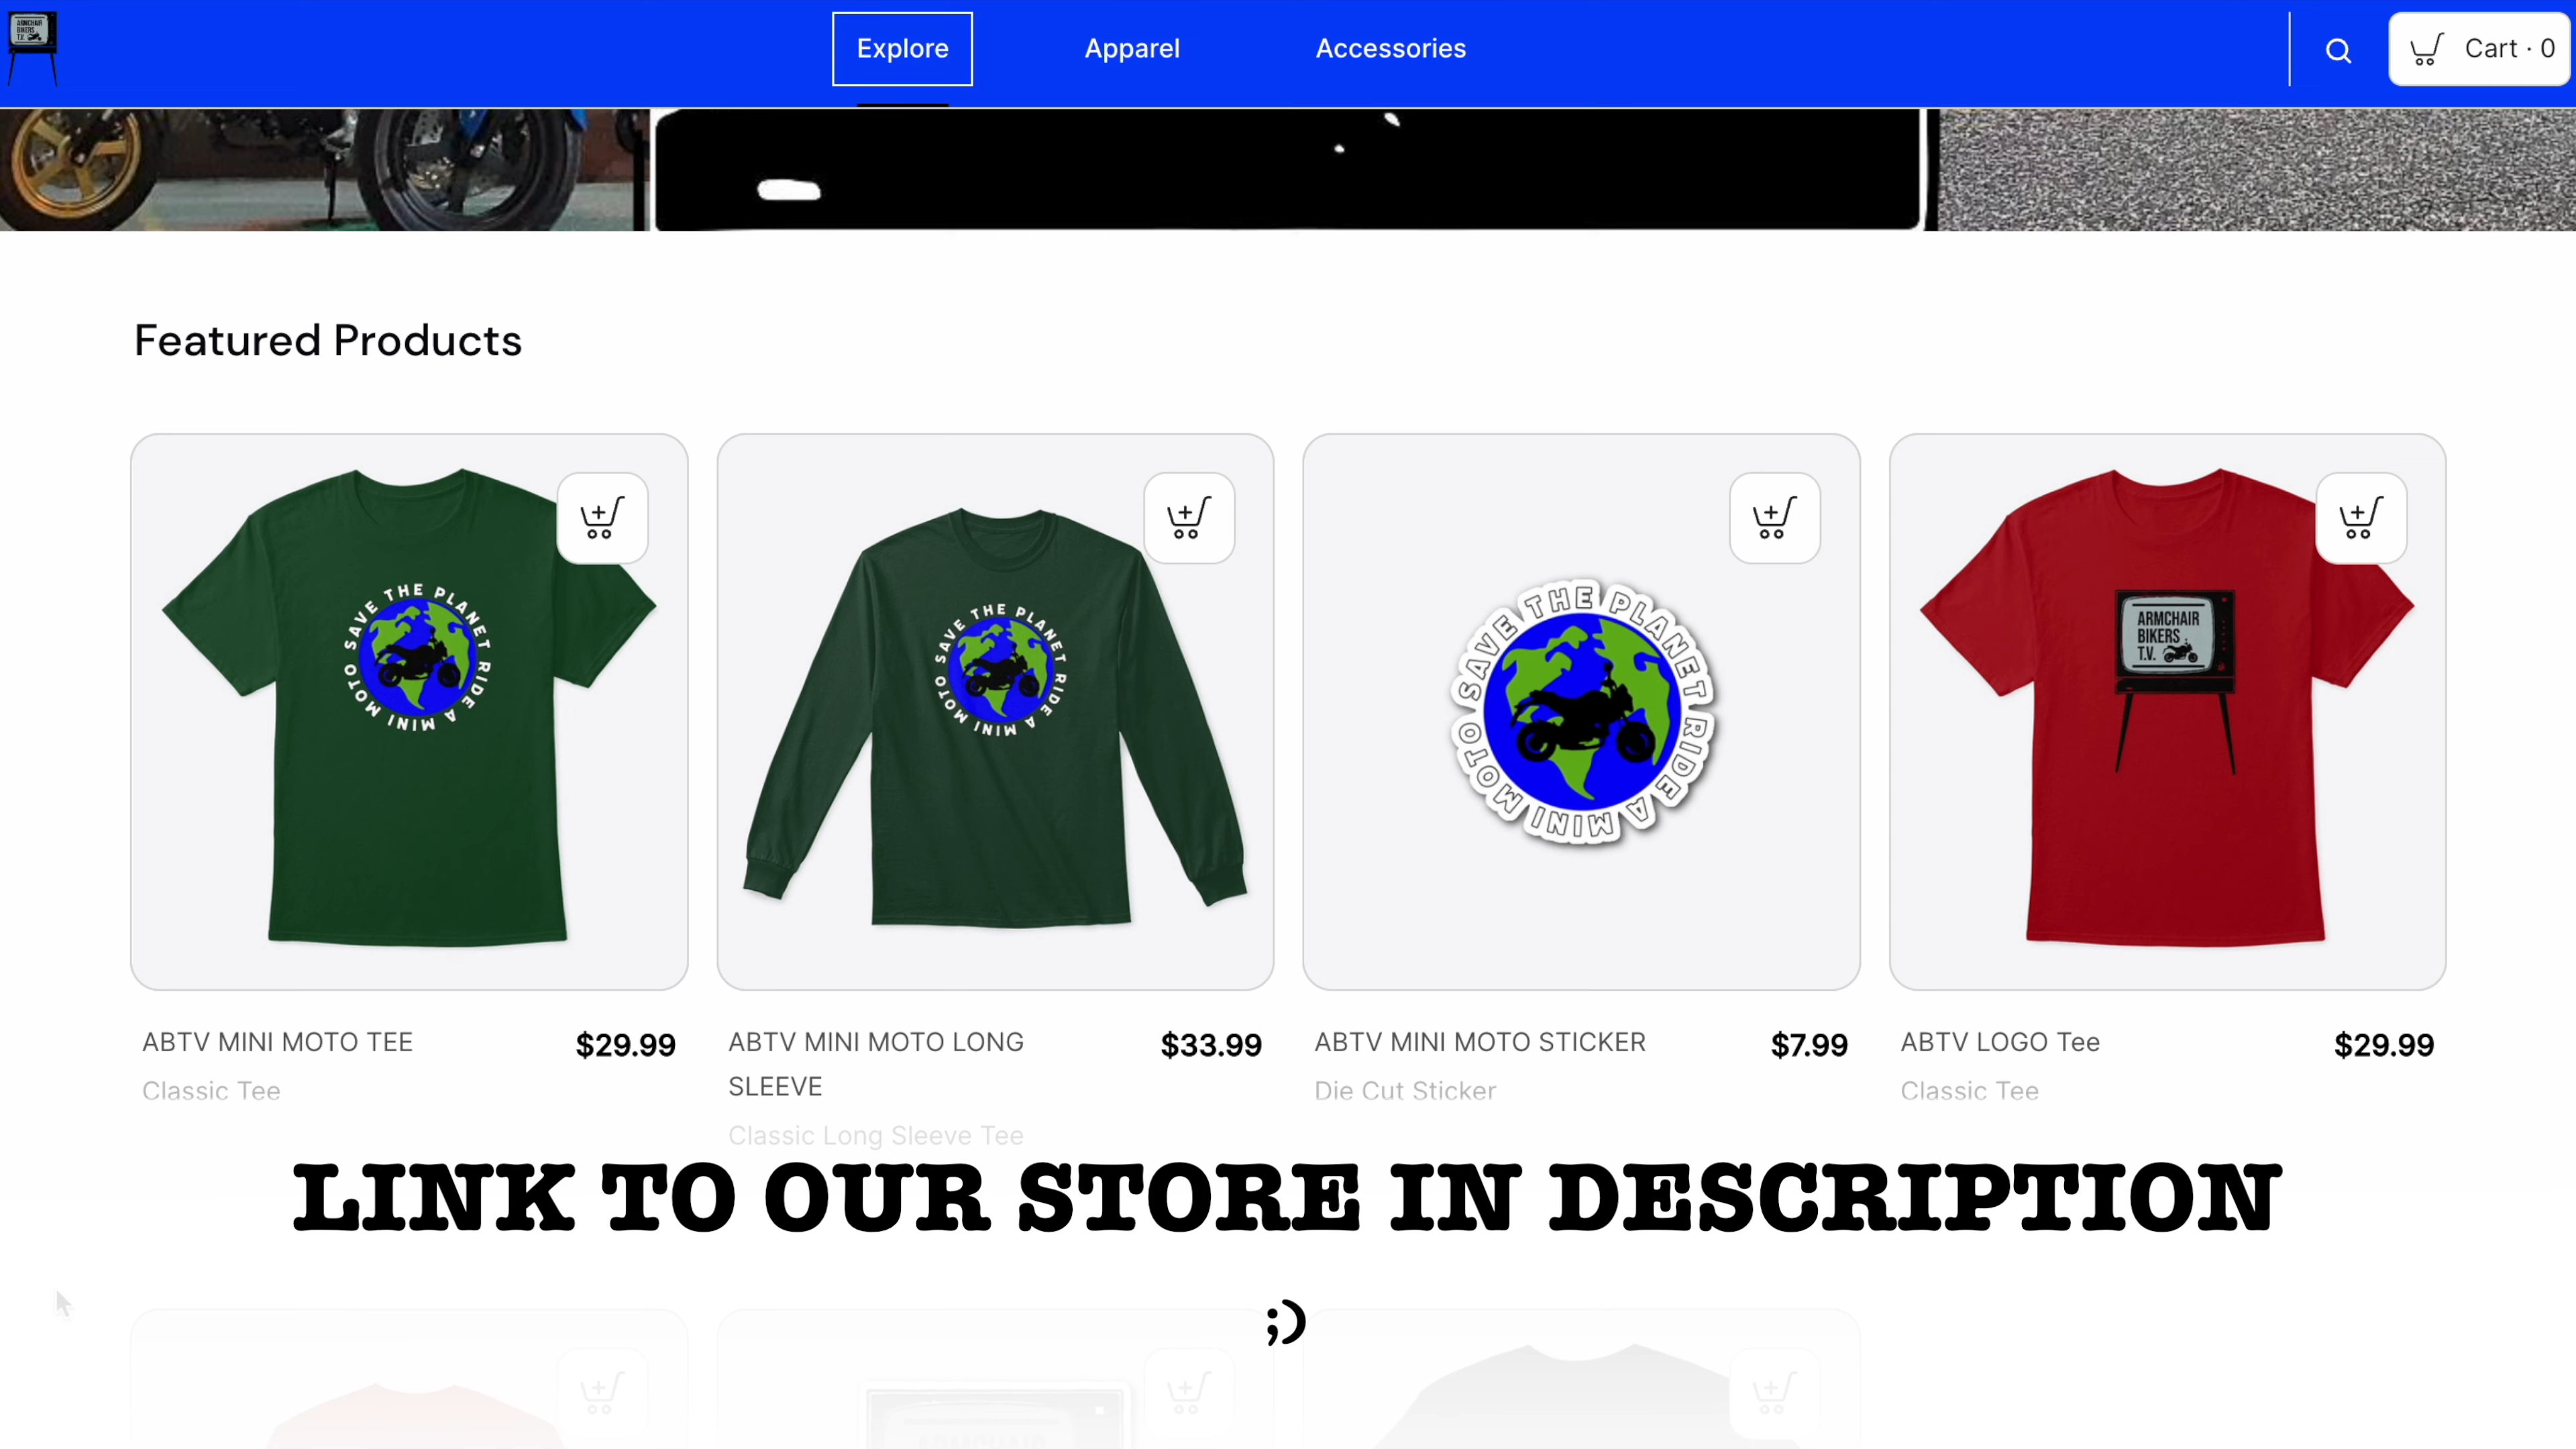 ARMCHAIR
BIKERS
T.V.
Explore
Apparel
Accessories
Cart · 0
Featured Products
SAVE THE PLANET RIDE A MINI MOTO
SAVE THE PLANET RIDE A MINI MOTO
SAVE THE PLANET RIDE A MINI MOTO
ARMCHAIR
BIKERS
T.V.
ABTV MINI MOTO TEE
$29.99
Classic Tee
ABTV MINI MOTO LONG
SLEEVE
$33.99
Classic Long Sleeve Tee
ABTV MINI MOTO STICKER
$7.99
Die Cut Sticker
ABTV LOGO Tee
$29.99
Classic Tee
LINK TO OUR STORE IN DESCRIPTION
;)
ARMCHAIR